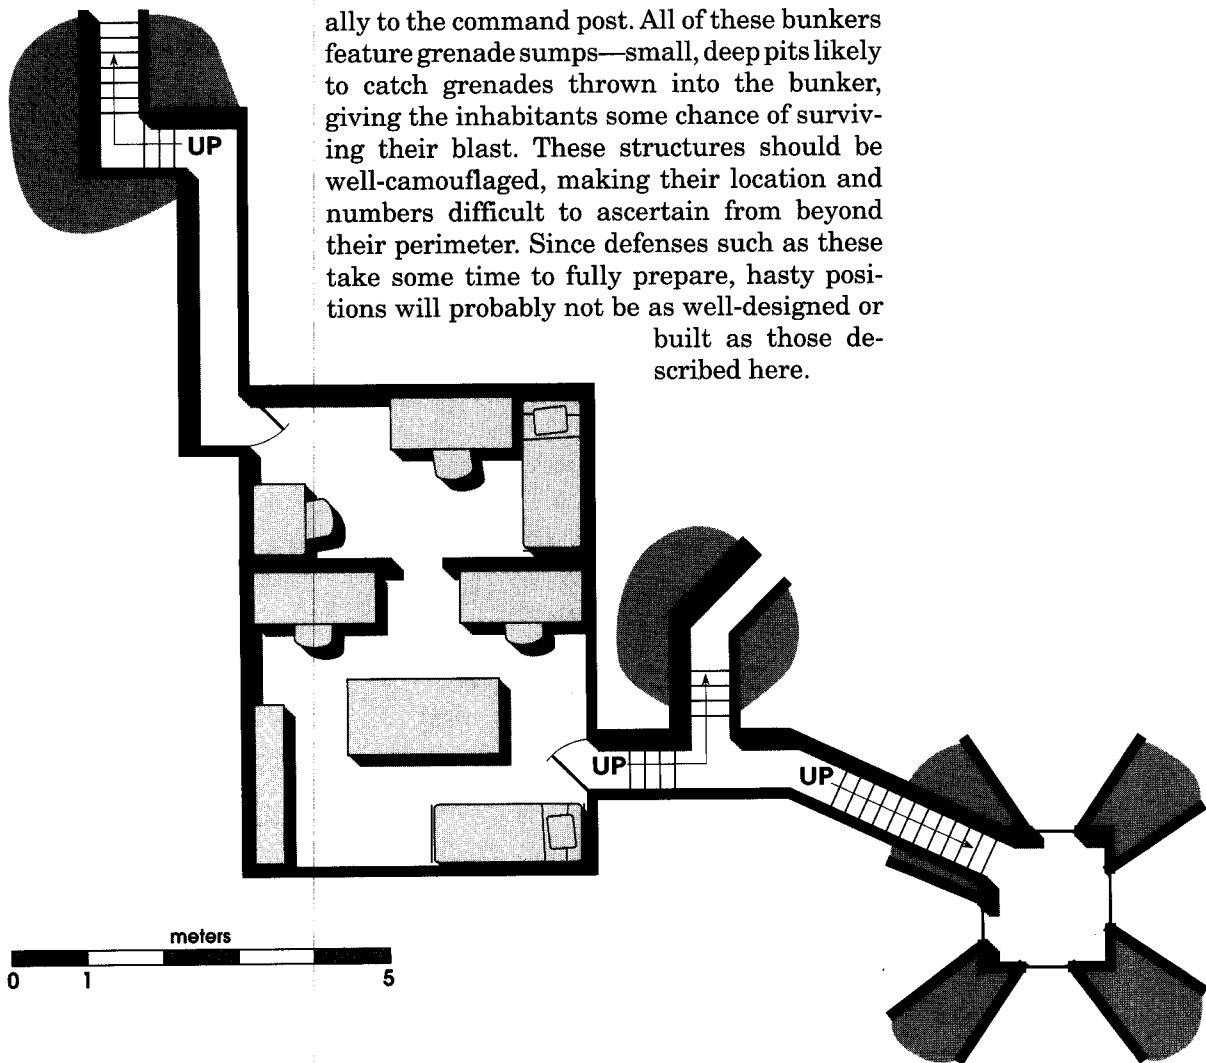 ally to the command post. All of these bunkers
feature grenade sumps—small, deep pits likely
to catch grenades thrown into the bunker,
giving the inhabitants some chance of surviv-
ing their blast. These structures should be
well-camouflaged, making their location and
numbers difficult to ascertain from beyond
their perimeter. Since defenses such as these
take some time to fully prepare, hasty posi-
tions will probably not be as well-designed or
built as those de-
scribed here.
UP
UP
UP
meters
0 1 5